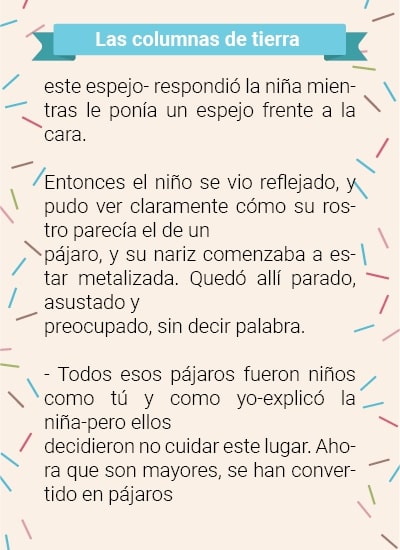 Las columnas de tierra
este espejo- respondió la niña mien-
tras le ponía un espejo frente a la
cara.
Entonces el niño se vio reflejado, y
pudo ver claramente cómo su ros-
tro parecía el de un
pájaro, y su nariz comenzaba a es-
tar metalizada. Quedó allí parado,
asustado y
preocupado, sin decir palabra.
- Todos esos pájaros fueron niños
como tú y como yo-explicó la
niña-pero ellos
decidieron no cuidar este lugar. Aho-
ra que son mayores, se han conver-
tido en pájaros